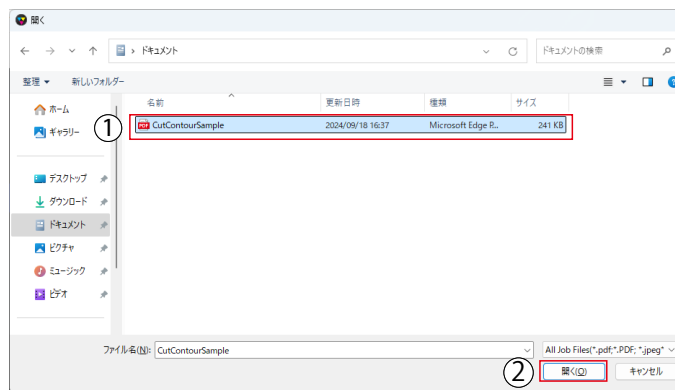 開く
ドキュメント
ドキュメントの検索
整理
新しいフォルダー
名前
更新日時
種類
サイズ
ホーム
ギャラリー
①
PDF
CutContourSample
2024/09/18 16:37
Microsoft Edge P...
241 KB
デスクトップ
ダウンロード
ドキュメント
ピクチャ
ミュージック
ビデオ
ファイル名(N):
CutContourSample
All Job Files(*.pdf;*.PDF; *.jpeg*
②
開く(O)
キャンセル